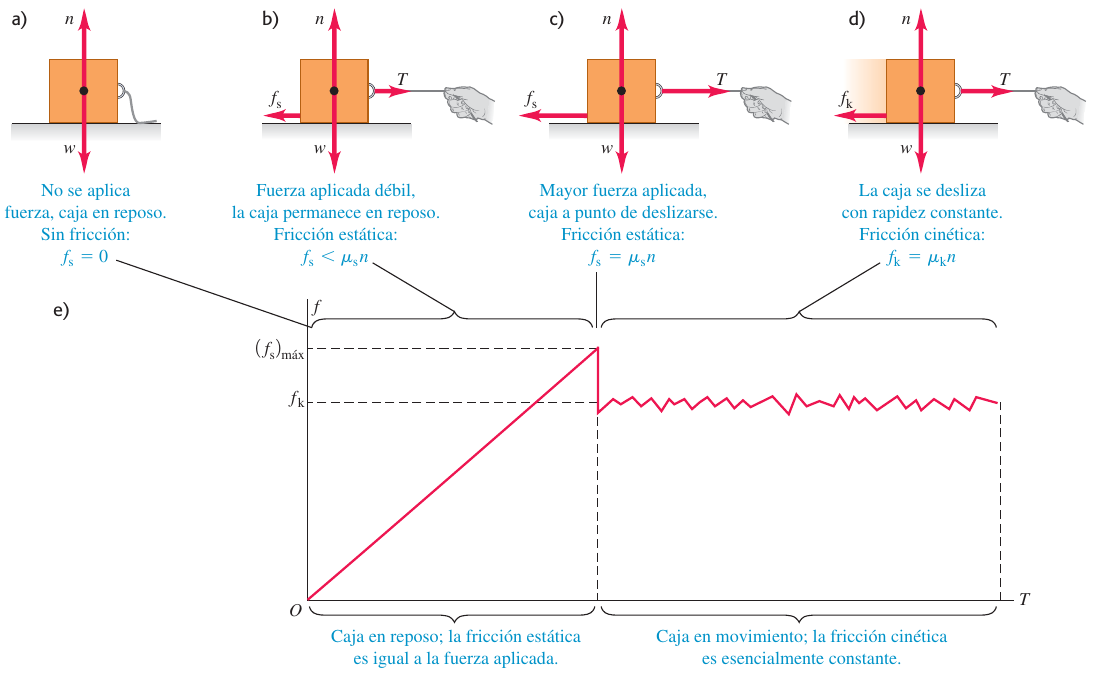 a)
n
w
No se aplica
fuerza, caja en reposo.
Sin fricción:
fs = 0
b)
n
T
fs
w
Fuerza aplicada débil,
la caja permanece en reposo.
Fricción estática:
fs < μsn
c)
n
T
fs
w
Mayor fuerza aplicada,
caja a punto de deslizarse.
Fricción estática:
fs = μsn
d)
n
T
fk
w
La caja se desliza
con rapidez constante.
Fricción cinética:
fk = μkn
e)
f
(fs)máx
fk
O
T
Caja en reposo; la fricción estática
es igual a la fuerza aplicada.
Caja en movimiento; la fricción cinética
es esencialmente constante.